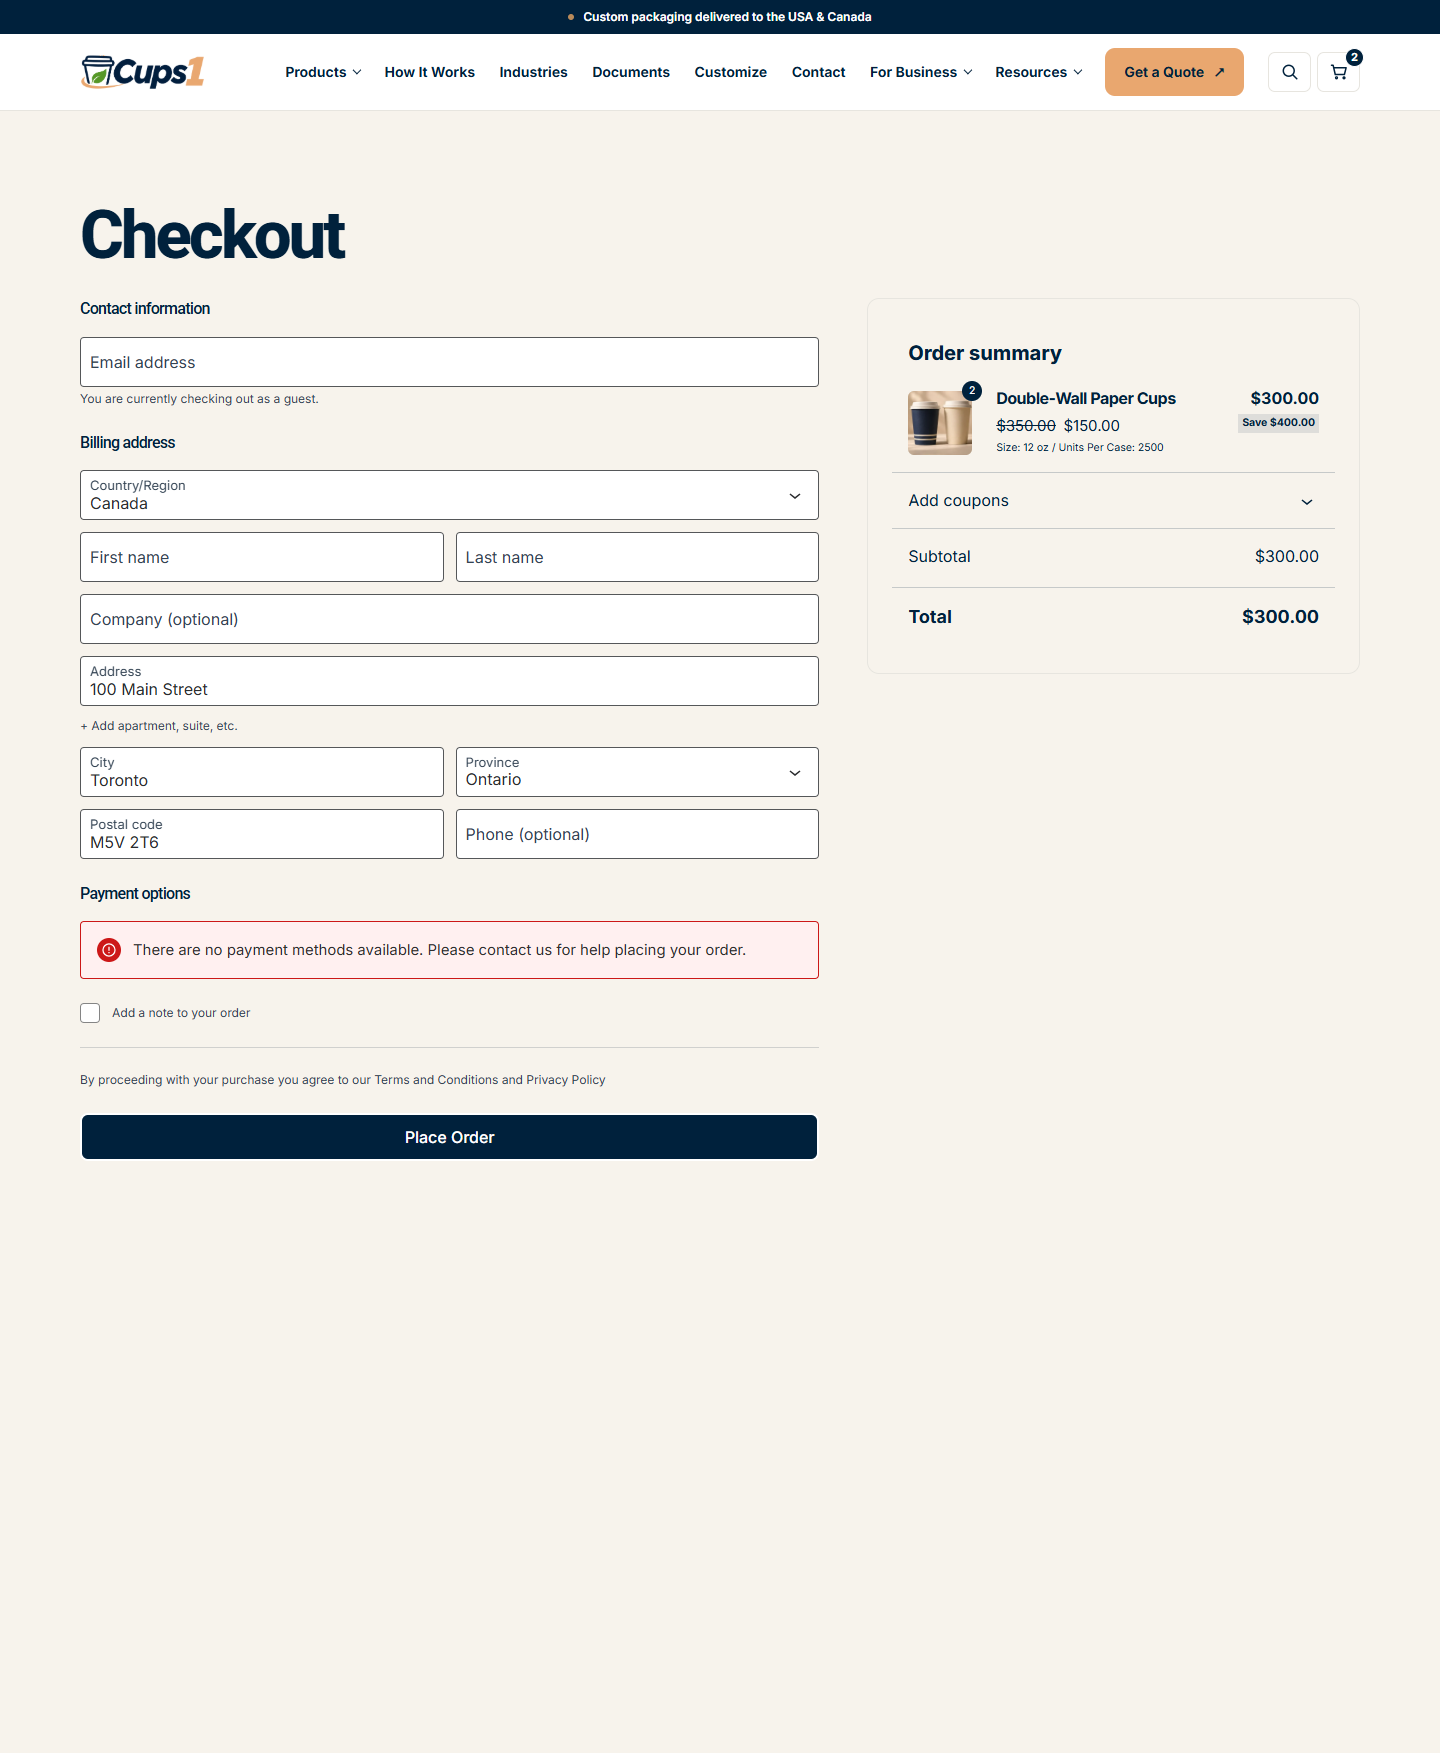 Custom packaging delivered to the USA & Canada
Cups1
Products
How It Works
Industries
Documents
Customize
Contact
For Business
Resources
Get a Quote ↗
2
Checkout
Contact information
Email address
You are currently checking out as a guest.
Billing address
Country/Region
Canada
First name
Last name
Company (optional)
Address
100 Main Street
+ Add apartment, suite, etc.
City
Toronto
Province
Ontario
Postal code
M5V 2T6
Phone (optional)
Payment options
There are no payment methods available. Please contact us for help placing your order.
Add a note to your order
By proceeding with your purchase you agree to our Terms and Conditions and Privacy Policy
Place Order
Order summary
2
Double-Wall Paper Cups
$300.00
$350.00 $150.00
Save $400.00
Size: 12 oz / Units Per Case: 2500
Add coupons
Subtotal
$300.00
Total
$300.00